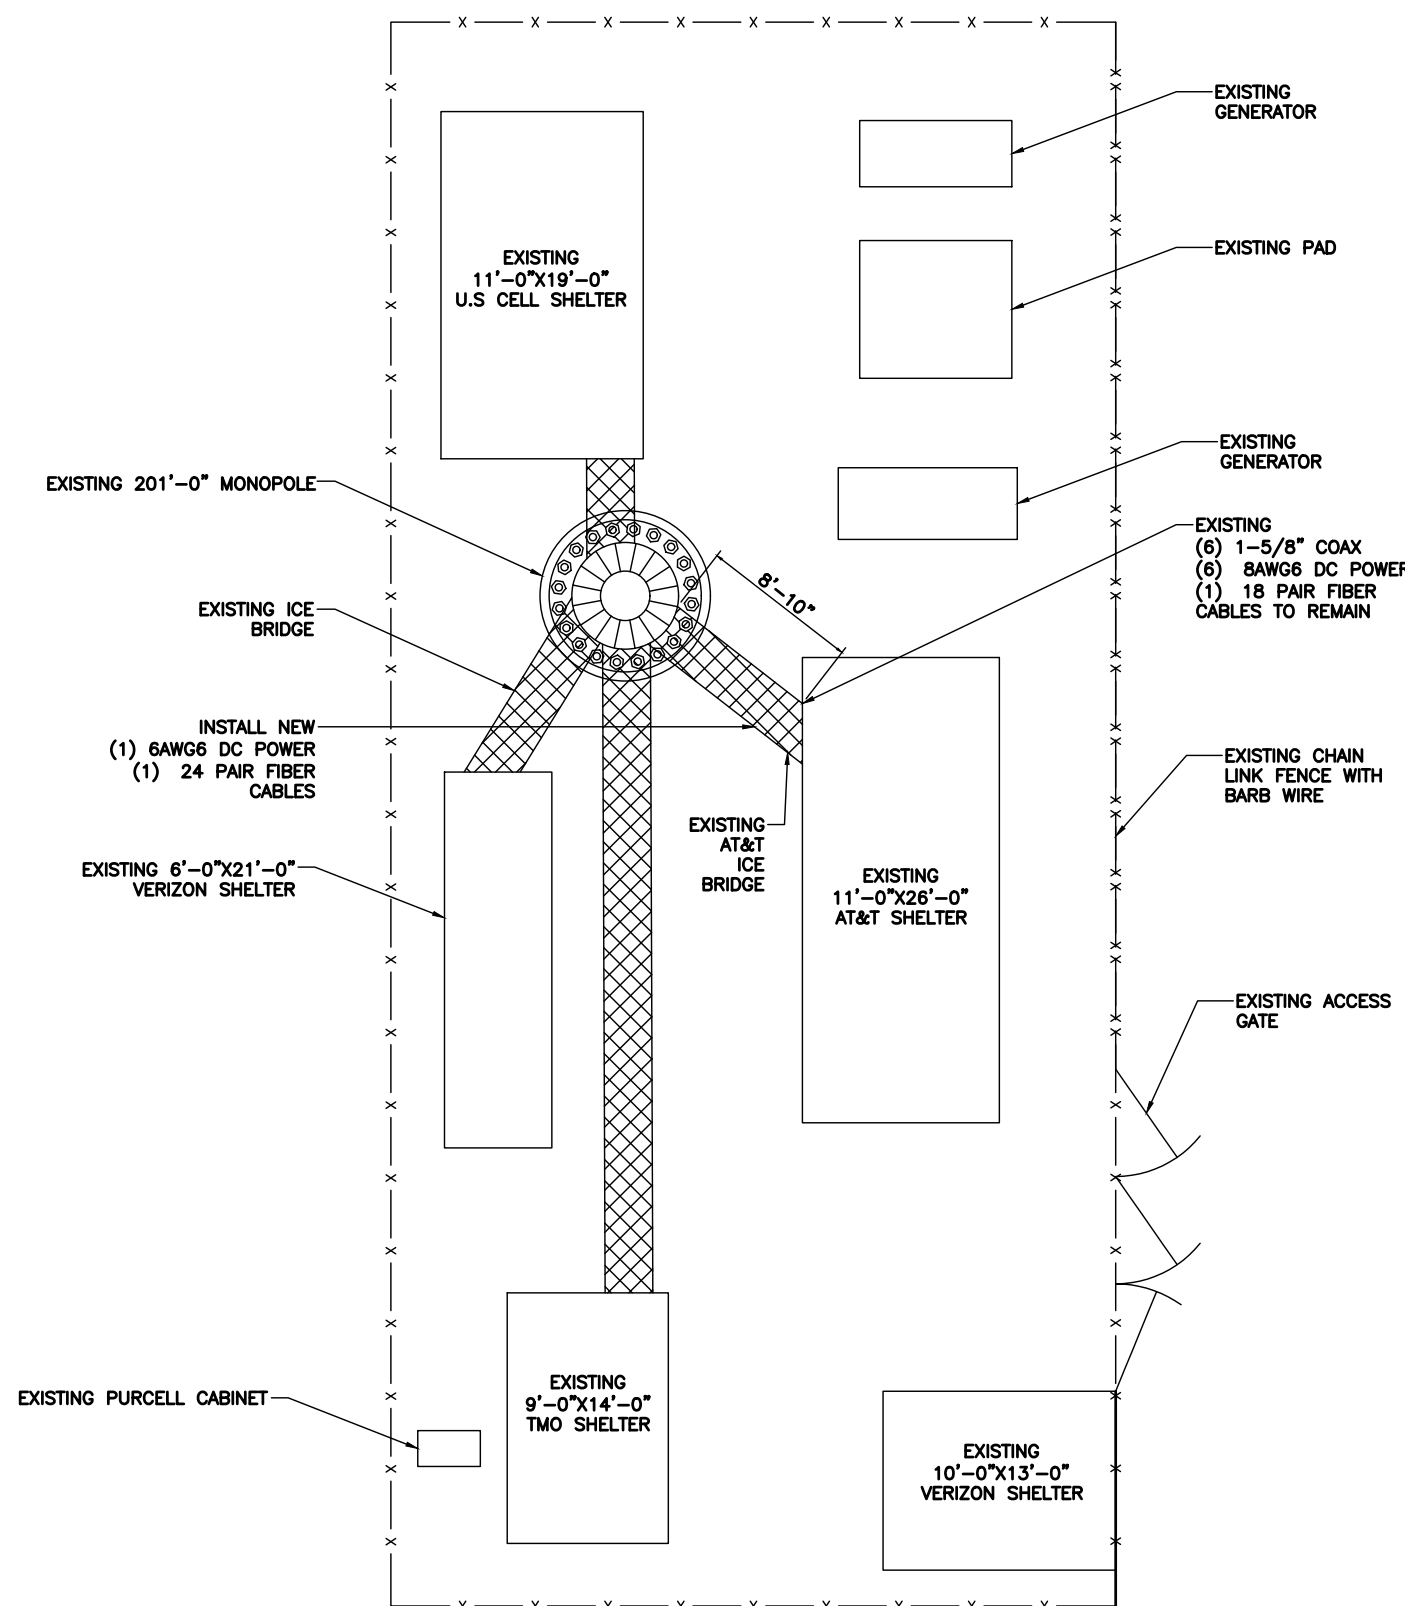 EXISTING
GENERATOR
EXISTING PAD
EXISTING
11'-0"X19'-0"
U.S CELL SHELTER
EXISTING
GENERATOR
EXISTING 201'-0" MONOPOLE
EXISTING
(6) 1-5/8" COAX
(6) 8AWG6 DC POWER
(1) 18 PAIR FIBER
CABLES TO REMAIN
8'-10"
EXISTING ICE
BRIDGE
INSTALL NEW
(1) 6AWG6 DC POWER
(1) 24 PAIR FIBER
CABLES
EXISTING CHAIN
LINK FENCE WITH
BARB WIRE
EXISTING
AT&T
ICE
BRIDGE
EXISTING 6'-0"X21'-0"
VERIZON SHELTER
EXISTING
11'-0"X26'-0"
AT&T SHELTER
EXISTING ACCESS
GATE
EXISTING PURCELL CABINET
EXISTING
9'-0"X14'-0"
TMO SHELTER
EXISTING
10'-0"X13'-0"
VERIZON SHELTER